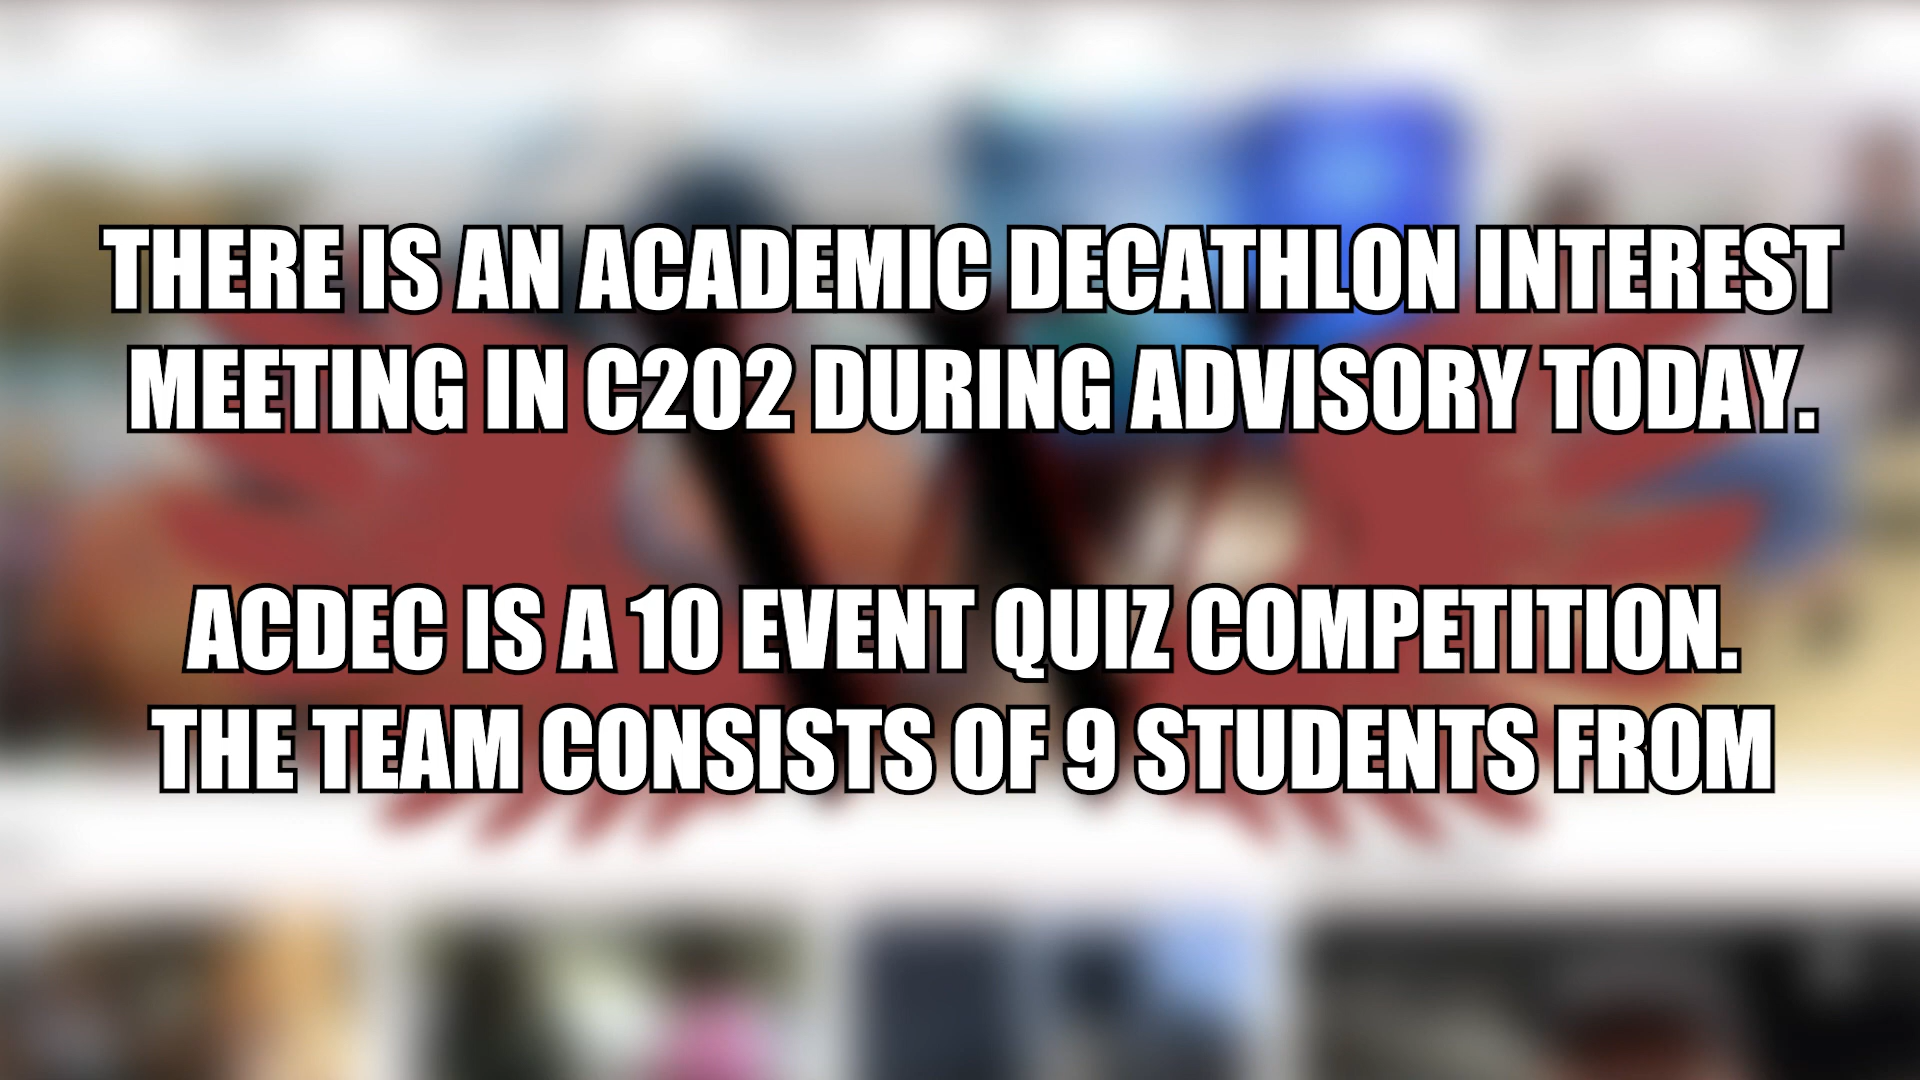 THERE IS AN ACADEMIC DECATHLON INTEREST
MEETING IN C202 DURING ADVISORY TODAY.
ACDEC IS A 10 EVENT QUIZ COMPETITION.
THE TEAM CONSISTS OF 9 STUDENTS FROM